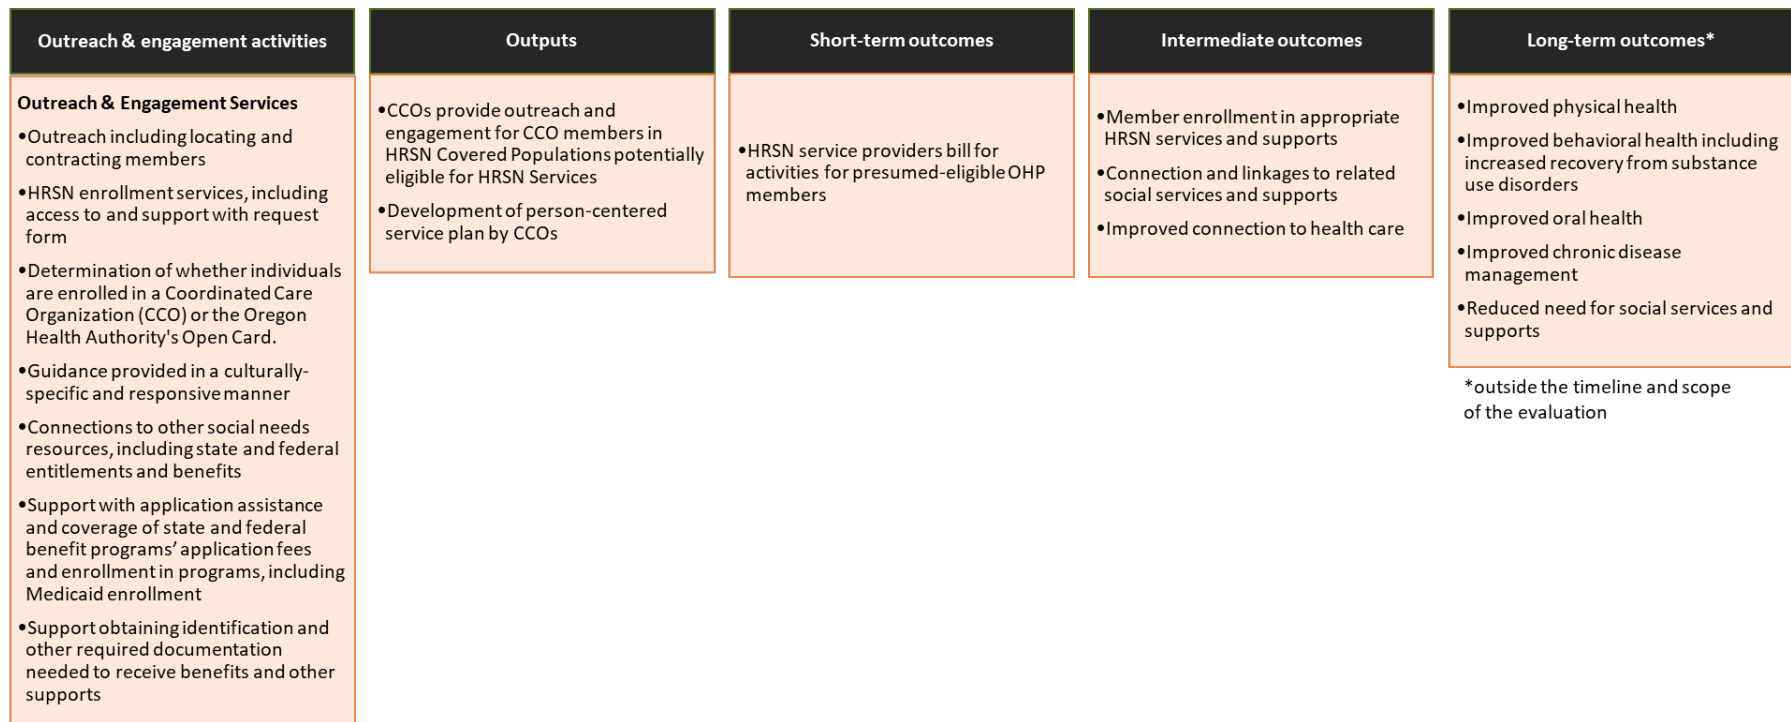 Outreach & engagement activities
Outreach & Engagement Services
•Outreach including locating and
contracting members
•HRSN enrollment services, including
access to and support with request
form
•Determination of whether individuals
are enrolled in a Coordinated Care
Organization (CCO) or the Oregon
Health Authority's Open Card.
•Guidance provided in a culturally-
specific and responsive manner
•Connections to other social needs
resources, including state and federal
entitlements and benefits
•Support with application assistance
and coverage of state and federal
benefit programs’ application fees
and enrollment in programs, including
Medicaid enrollment
•Support obtaining identification and
other required documentation
needed to receive benefits and other
supports
Outputs
•CCOs provide outreach and
engagement for CCO members in
HRSN Covered Populations potentially
eligible for HRSN Services
•Development of person-centered
service plan by CCOs
Short-term outcomes
•HRSN service providers bill for
activities for presumed-eligible OHP
members
Intermediate outcomes
•Member enrollment in appropriate
HRSN services and supports
•Connection and linkages to related
social services and supports
•Improved connection to health care
Long-term outcomes*
•Improved physical health
•Improved behavioral health including
increased recovery from substance
use disorders
•Improved oral health
•Improved chronic disease
management
•Reduced need for social services and
supports
*outside the timeline and scope
of the evaluation